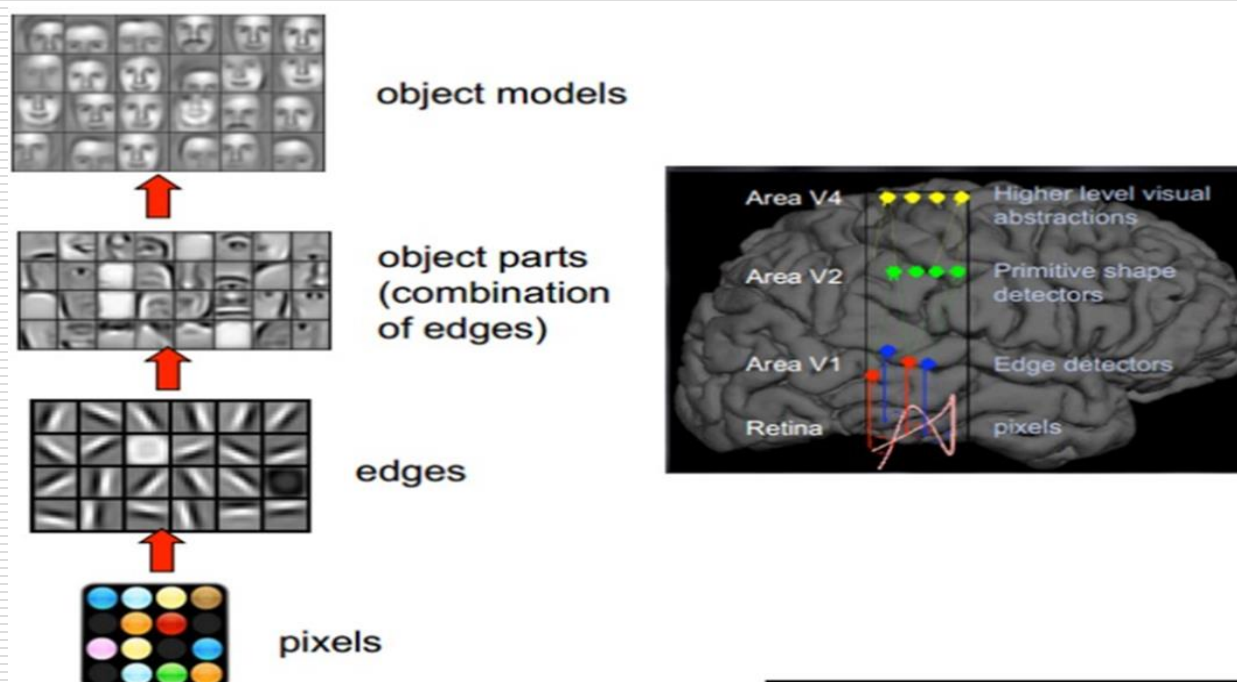 object models
object parts
(combination
of edges)
edges
pixels
Area V4
Higher level visual
abstractions
Area V2
Primitive shape
detectors
Area V1
Edge detectors
Retina
pixels